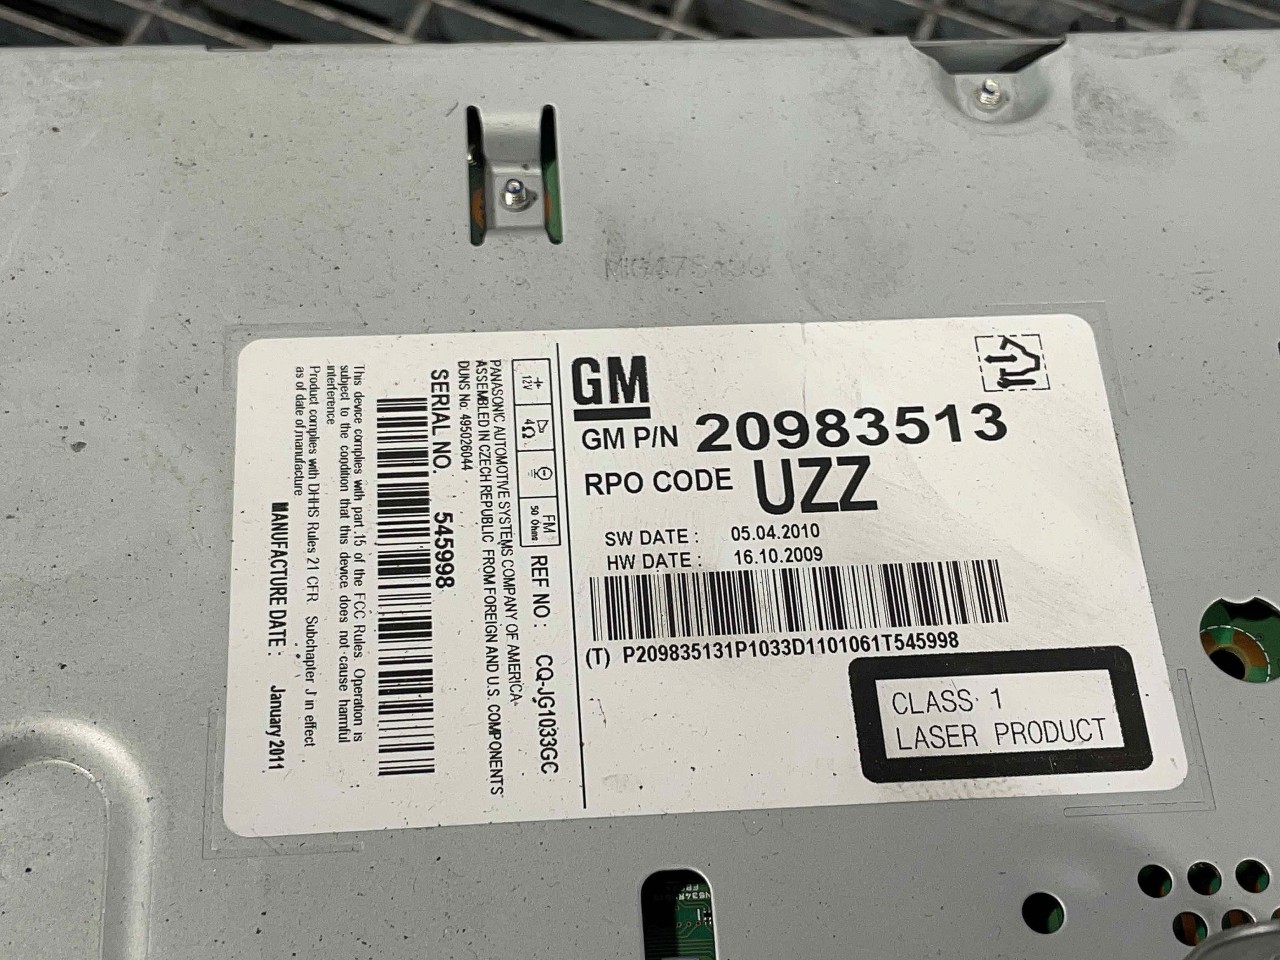 GM
GM P/N 20983513
RPO CODE UZZ
SW DATE : 05.04.2010
HW DATE : 16.10.2009
(T) P209835131P1033D1101061T545998
CLASS 1
LASER PRODUCT
+
12V
4Ω
FM
50 Ohms
REF NO : CQ-JG1033GC
PANASONIC AUTOMOTIVE SYSTEMS COMPANY OF AMERICA
ASSEMBLED IN CZECH REPUBLIC FROM FOREIGN AND U.S. COMPONENTS
DUNS No. 495028044
SERIAL NO. 545998
This device complies with part 15 of the FCC Rules. Operation is
subject to the condition that this device does not cause harmful
interference
Product complies with DHHS Rules 21 CFR Subchapter J in effect
as of date of manufacture
MANUFACTURE DATE : January 2011